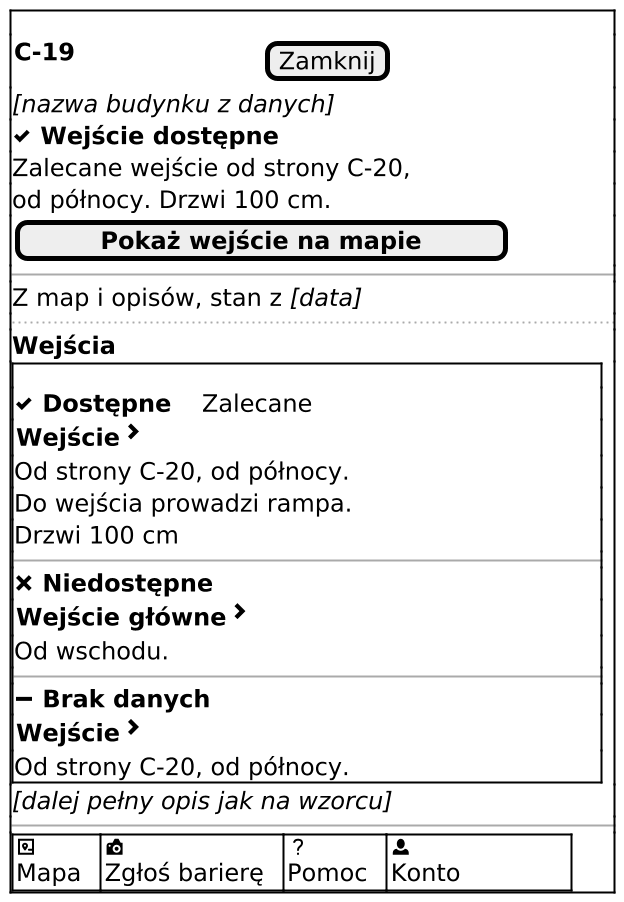 C-19 Zamknij
[nazwa budynku z danych]
✓ Wejście dostępne
Zalecane wejście od strony C-20,
od północy. Drzwi 100 cm.
Pokaż wejście na mapie
Z map i opisów, stan z [data]
Wejścia
✓ Dostępne Zalecane
Wejście >
Od strony C-20, od północy.
Do wejścia prowadzi rampa.
Drzwi 100 cm
× Niedostępne
Wejście główne >
Od wschodu.
− Brak danych
Wejście >
Od strony C-20, od północy.
[dalej pełny opis jak na wzorcu]
?
Mapa Zgłoś barierę Pomoc Konto